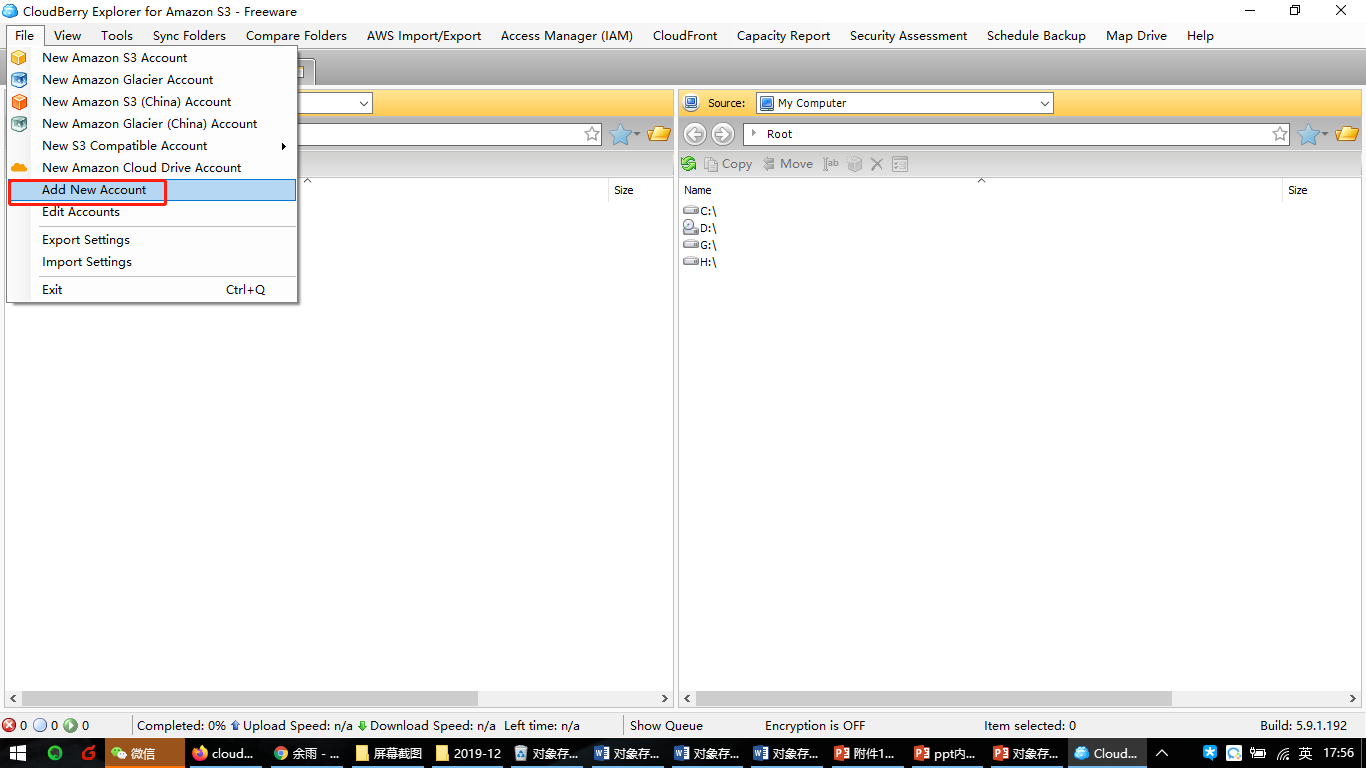 CloudBerry Explorer for Amazon S3 - Freeware
File View Tools Sync Folders Compare Folders AWS Import/Export Access Manager (IAM) CloudFront Capacity Report Security Assessment Schedule Backup Map Drive Help
New Amazon S3 Account
New Amazon Glacier Account
New Amazon S3 (China) Account
New Amazon Glacier (China) Account
New S3 Compatible Account
New Amazon Cloud Drive Account
Add New Account
Edit Accounts
Export Settings
Import Settings
Exit Ctrl+Q
Size
Source: My Computer
Root
Copy Move
Name Size
C:\
D:\
G:\
H:\
0 0 0 Completed: 0% Upload Speed: n/a Download Speed: n/a Left time: n/a Show Queue Encryption is OFF Item selected: 0 Build: 5.9.1.192
微信 cloud... 余雨 - ... 屏幕截图 2019-12 对象存... 对象存... 对象存... 对象存... 附件1... ppt内... 对象存... Cloud... 英 17:56